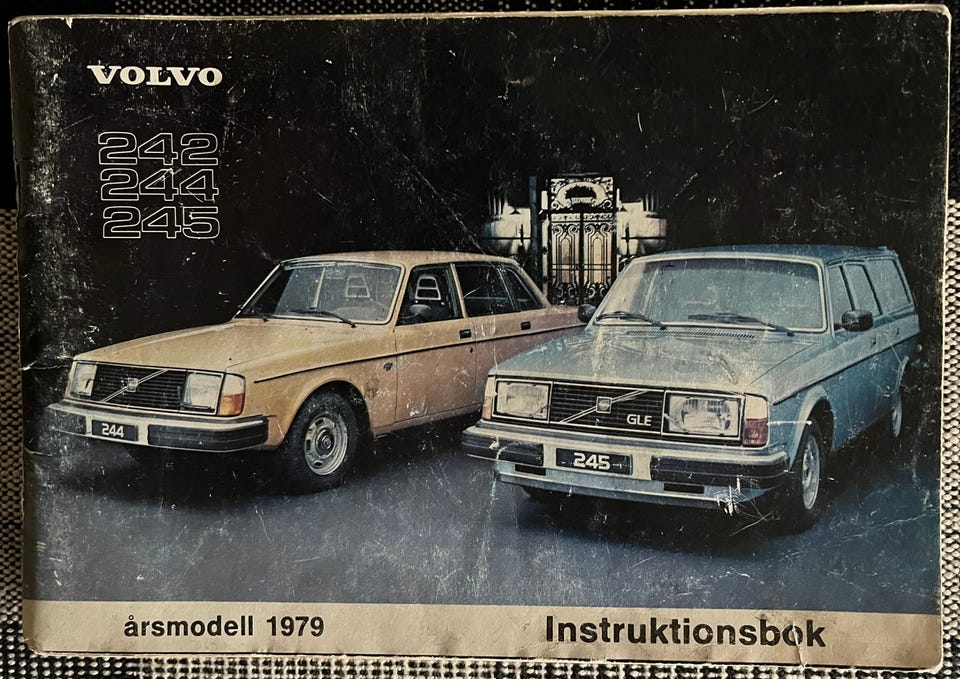 VOLVO
242
244
245
244
GLE
245
årsmodell 1979
Instruktionsbok